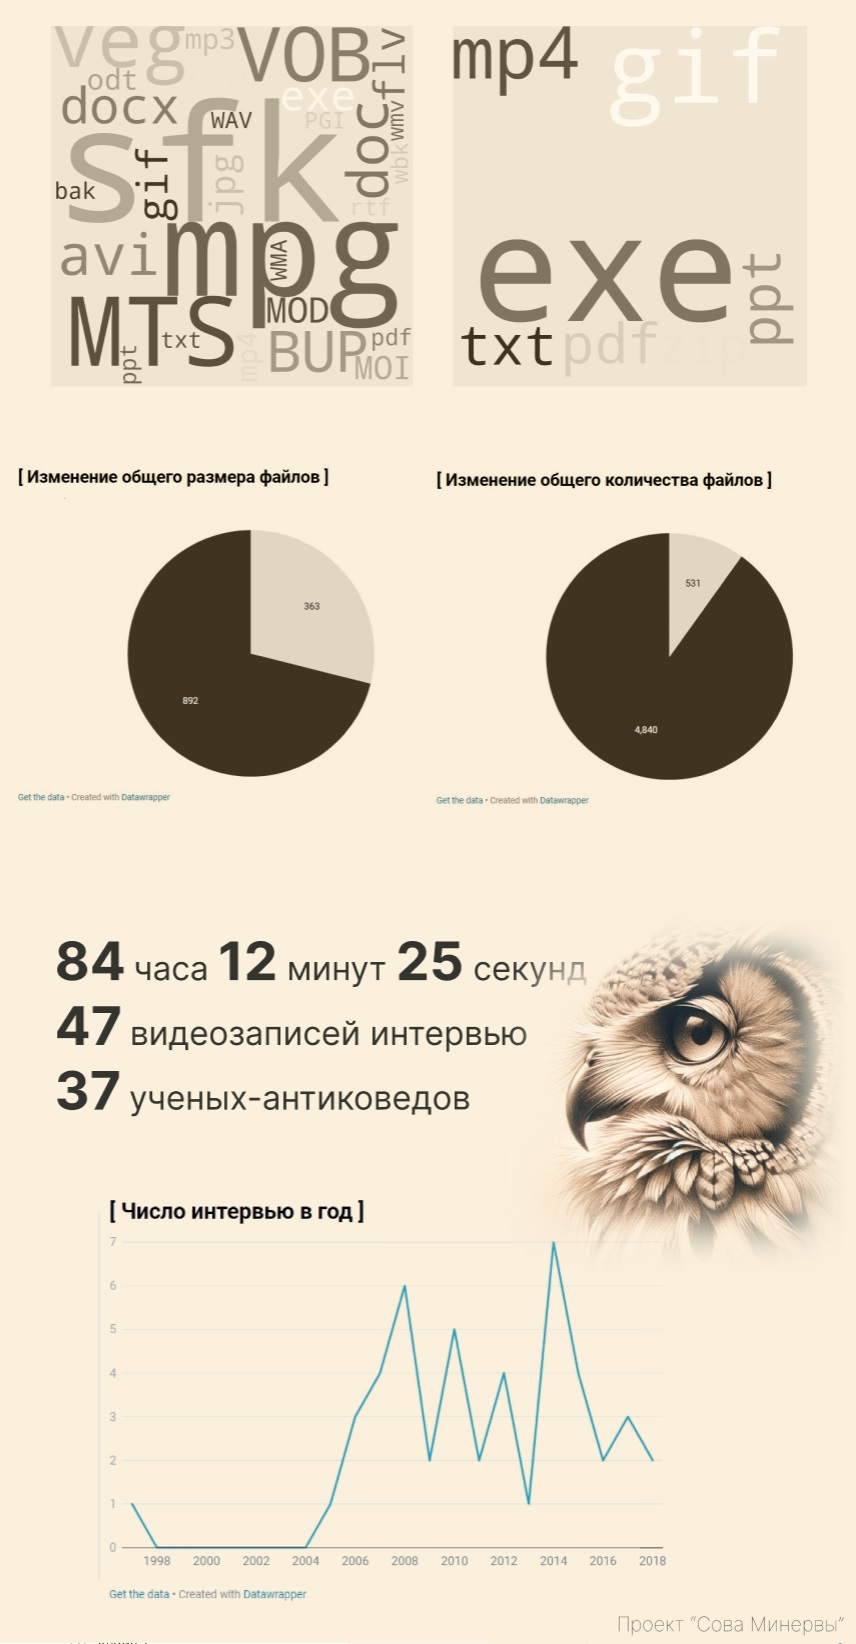 veg
mp3
VOB
flv
odt
docx
exe
WAV
PGI
doc
wmv
sfk
gif
jpg
wbk
bak
rtf
avi
mpg
WMA
MTS
MOD
txt
ppt
mp4
BUP
pdf
MOI
mp4
gif
exe
ppt
txt
pdf
zip
[ Изменение общего размера файлов ]
363
892
Get the data • Created with Datawrapper
[ Изменение общего количества файлов ]
531
4,840
Get the data • Created with Datawrapper
84 часа 12 минут 25 секунд
47 видеозаписей интервью
37 ученых-антиковедов
[ Число интервью в год ]
7
6
5
4
3
2
1
0
1998 2000 2002 2004 2006 2008 2010 2012 2014 2016 2018
Get the data • Created with Datawrapper
Проект “Сова Минервы”